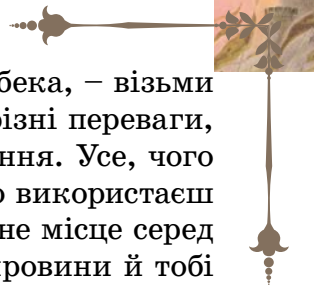 бека, – візьми
різні переваги,
ння. Усе, чого
використаєш
не місце серед
ровини й тобі